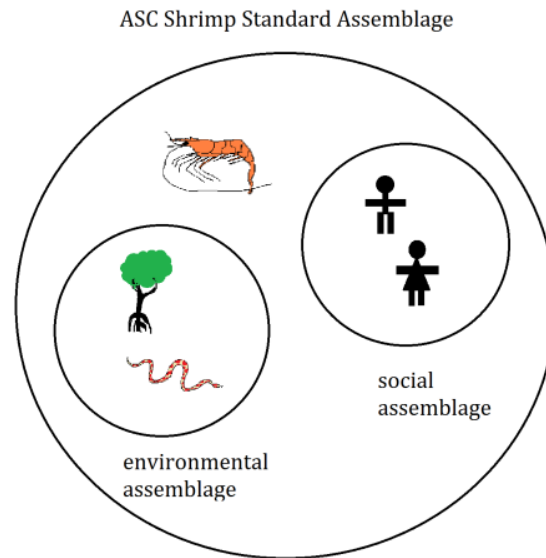 ASC Shrimp Standard Assemblage
social
assemblage
environmental
assemblage